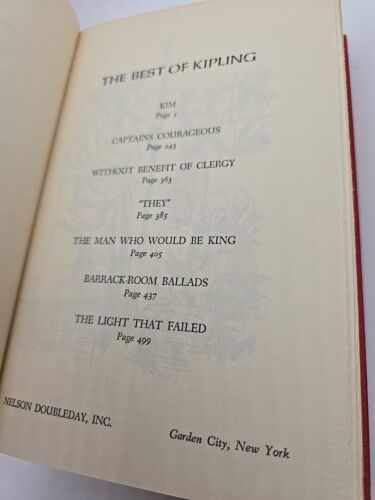 THE BEST OF KIPLING
KIM
Page 3
CAPTAINS COURAGEOUS
Page 243
WITHOUT BENEFIT OF CLERGY
Page 363
"THEY"
Page 385
THE MAN WHO WOULD BE KING
Page 405
BARRACK-ROOM BALLADS
Page 437
THE LIGHT THAT FAILED
Page 499
NELSON DOUBLEDAY, INC.
Garden City, New York